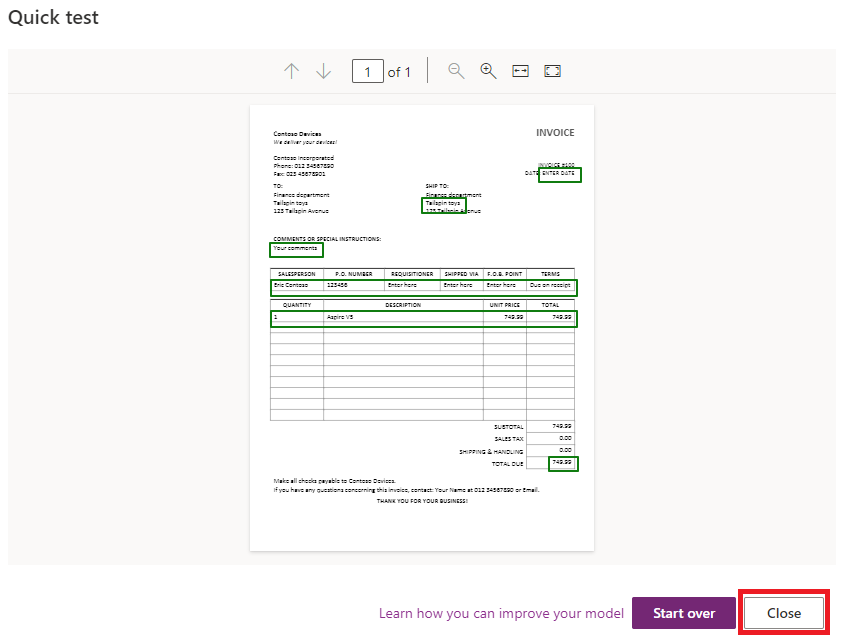 Quick test
1 of 1
INVOICE
Contoso Devices
We deliver your devices!
Contoso Incorporated
Phone: 012 34567890
Fax: 025 45678901
INVOICE #100
DATE ENTER DATE
TO:
Finance department
Tailspin toys
123 Tailspin Avenue
SHIP TO:
Finance department
Tailspin toys
123 Tailspin Avenue
COMMENTS OR SPECIAL INSTRUCTIONS:
Your comments
SALESPERSON P.O. NUMBER REQUISITIONER SHIPPED VIA F.O.B. POINT TERMS
Eric Contoso 123456 Enter here Enter here Enter here Due on receipt
QUANTITY DESCRIPTION UNIT PRICE TOTAL
1 Aspire V5 749.99 749.99
SUBTOTAL 749.99
SALES TAX 0.00
SHIPPING & HANDLING 0.00
TOTAL DUE 749.99
Make all checks payable to Contoso Devices.
If you have any questions concerning this invoice, contact: Your Name at 012 34567890 or Email.
THANK YOU FOR YOUR BUSINESS!
Learn how you can improve your model
Start over
Close